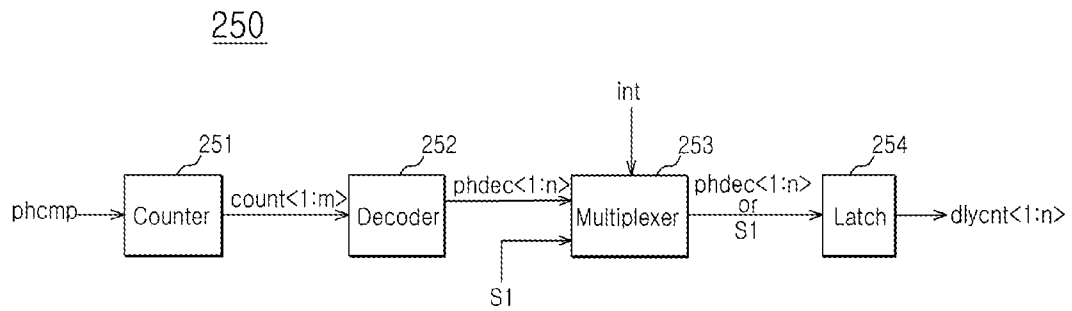 250
int
251
252
253
254
phcmp
Counter
count<1:m>
Decoder
phdec<1:n>
Multiplexer
phdec<1:n>
or
S1
Latch
dlycnt<1:n>
S1